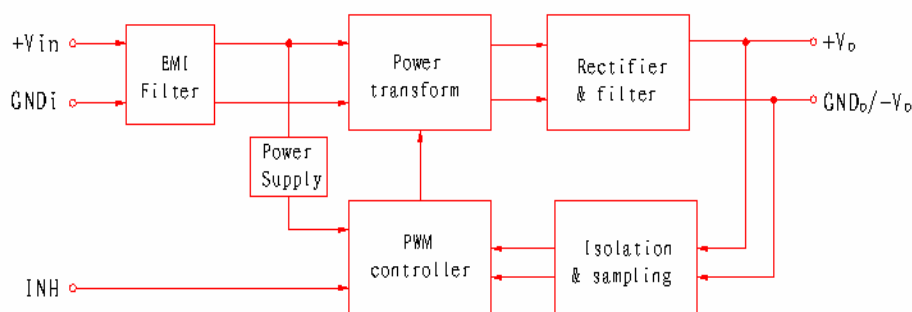 +Vin
GNDi
EMI
Filter
Power
transform
Rectifier
& filter
+Vo
GNDo/-Vo
Power
Supply
PWM
controller
Isolation
& sampling
INH